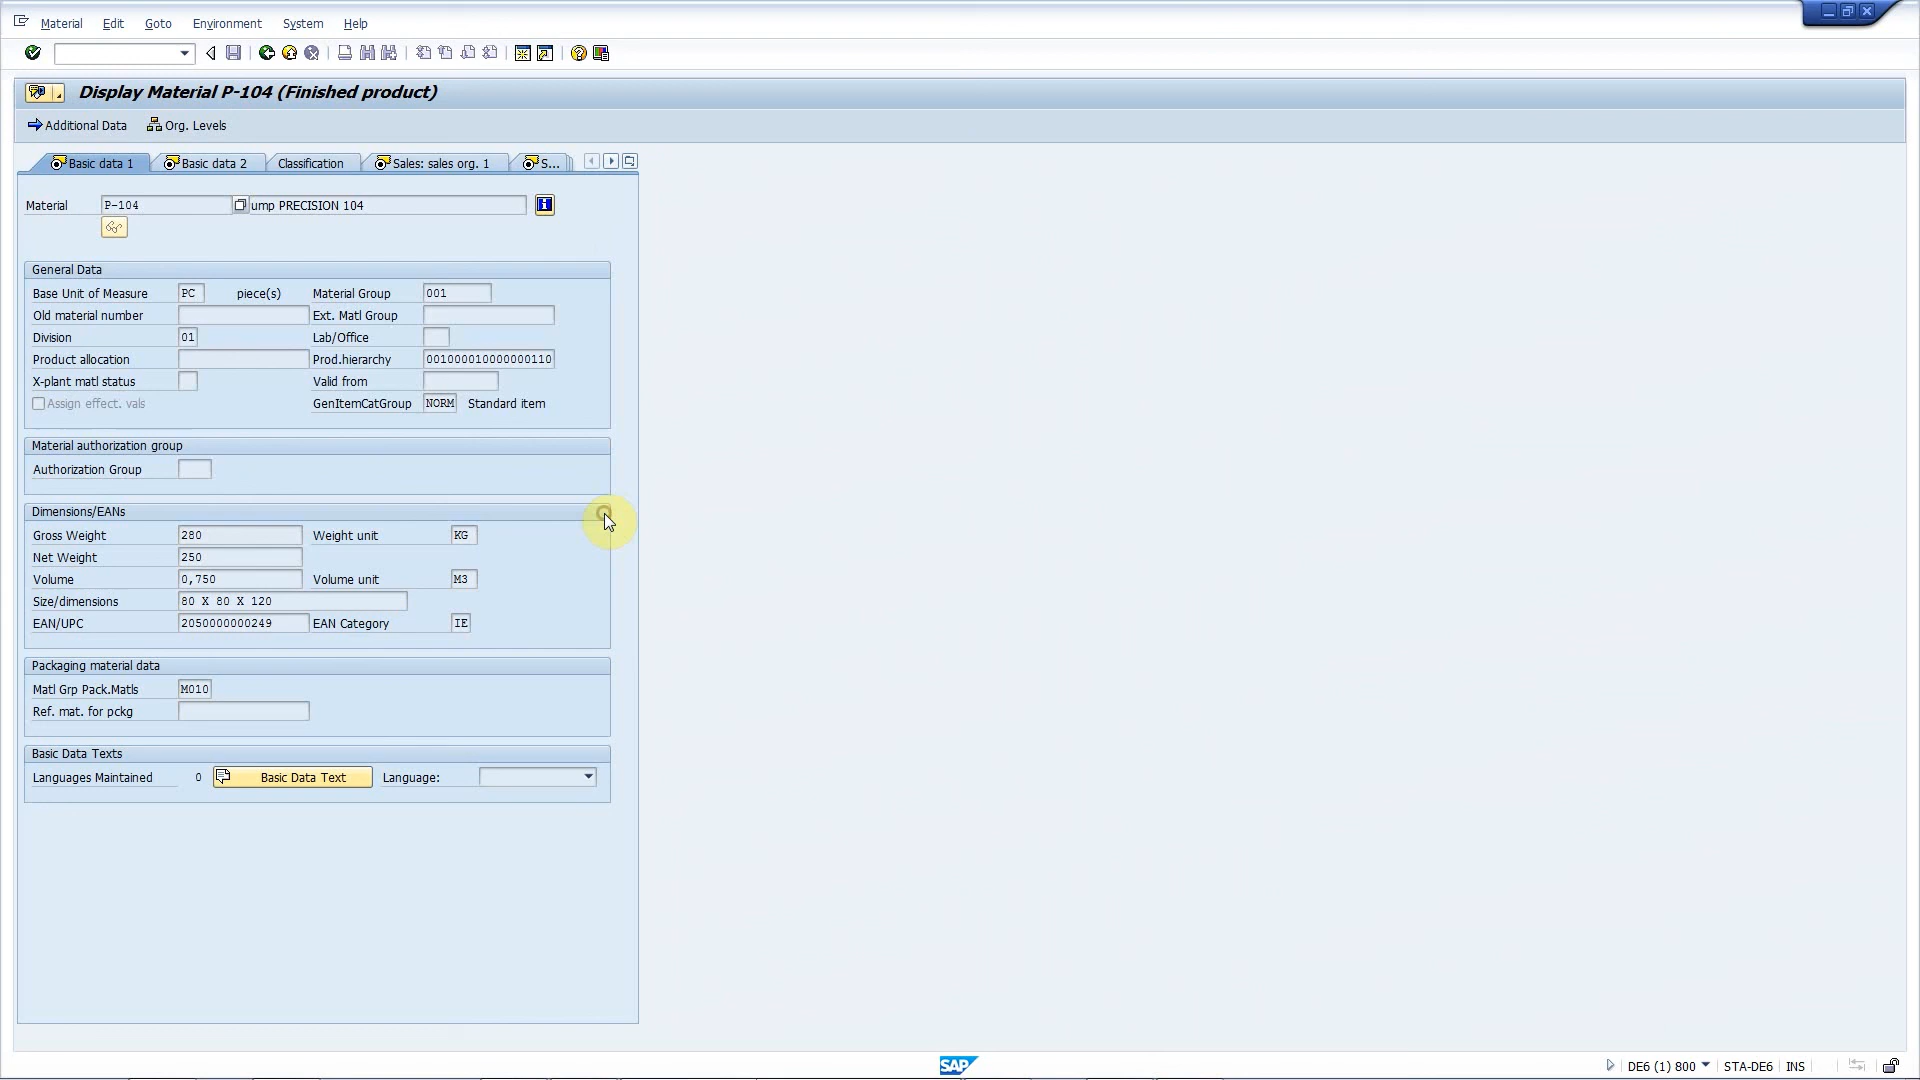 Material Edit Goto Environment System Help
Display Material P-104 (Finished product)
Additional Data Org. Levels
Basic data 1 Basic data 2 Classification Sales: sales org. 1 S...
Material P-104 ump PRECISION 104
General Data
Base Unit of Measure PC piece(s) Material Group 001
Old material number Ext. Matl Group
Division 01 Lab/Office
Product allocation Prod.hierarchy 001000010000000110
X-plant matl status Valid from
Assign effect. vals GenItemCatGroup NORM Standard item
Material authorization group
Authorization Group
Dimensions/EANs
Gross Weight 280 Weight unit KG
Net Weight 250
Volume 0,750 Volume unit M3
Size/dimensions 80 X 80 X 120
EAN/UPC 2050000000249 EAN Category IE
Packaging material data
Matl Grp Pack.Matls M010
Ref. mat. for pckg
Basic Data Texts
Languages Maintained 0 Basic Data Text Language:
SAP DE6 (1) 800 STA-DE6 INS